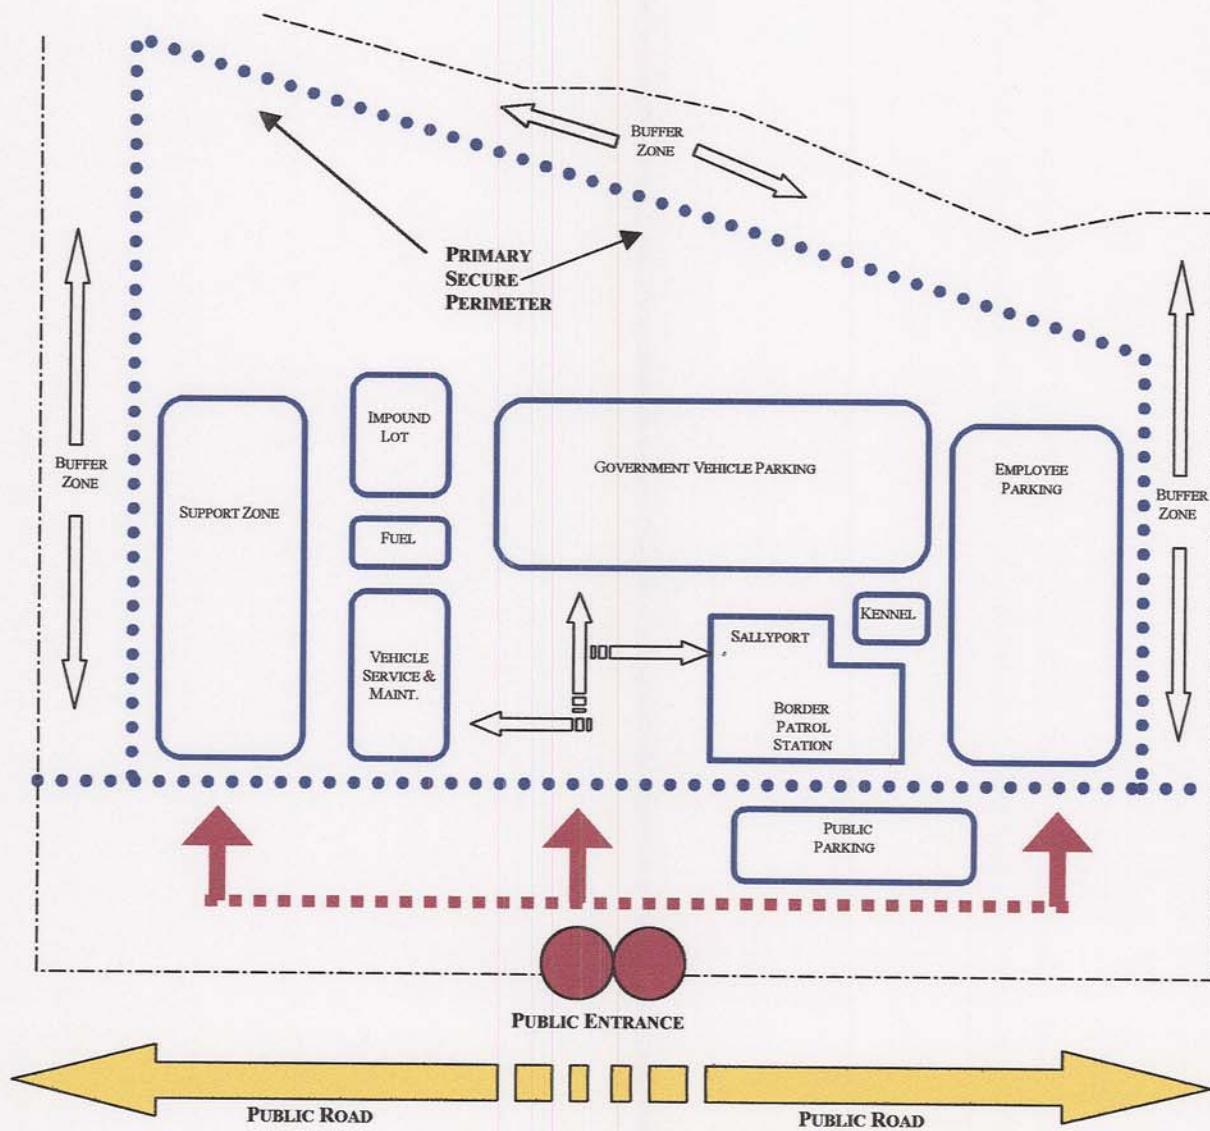 BUFFER
ZONE
PRIMARY
SECURE
PERIMETER
BUFFER
ZONE
SUPPORT ZONE
IMPOUND
LOT
FUEL
VEHICLE
SERVICE &
MAINT.
GOVERNMENT VEHICLE PARKING
EMPLOYEE
PARKING
BUFFER
ZONE
KENNEL
SALLYPORT
BORDER
PATROL
STATION
PUBLIC
PARKING
PUBLIC ENTRANCE
PUBLIC ROAD
PUBLIC ROAD